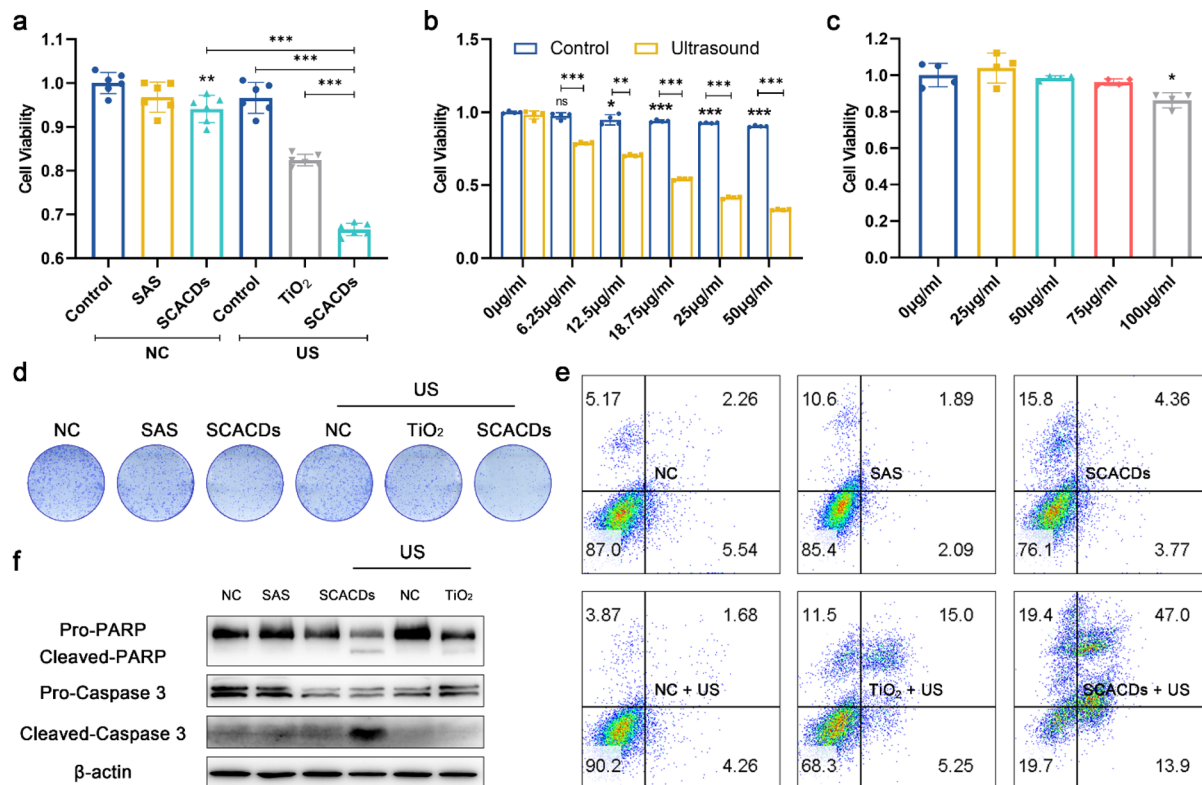 a
***
***
***
**
1.1
1.0
0.9
0.8
0.7
0.6
Cell Viability
Control
SAS
SCACDs
Control
TiO₂
SCACDs
NC
US
b
Control
Ultrasound
1.5
1.0
0.5
0.0
Cell Viability
ns
***
*
**
***
***
***
***
***
***
0μg/ml
6.25μg/ml
12.5μg/ml
18.75μg/ml
25μg/ml
50μg/ml
c
1.2
1.0
0.8
0.6
0.4
0.2
0.0
Cell Viability
*
0μg/ml
25μg/ml
50μg/ml
75μg/ml
100μg/ml
d
US
NC SAS SCACDs NC TiO₂ SCACDs
e
5.17 2.26
NC
87.0 5.54
10.6 1.89
SAS
85.4 2.09
15.8 4.36
SCACDs
76.1 3.77
3.87 1.68
NC + US
90.2 4.26
11.5 15.0
TiO₂ + US
68.3 5.25
19.4 47.0
SCACDs + US
19.7 13.9
f
US
NC SAS SCACDs NC TiO₂
Pro-PARP
Cleaved-PARP
Pro-Caspase 3
Cleaved-Caspase 3
β-actin